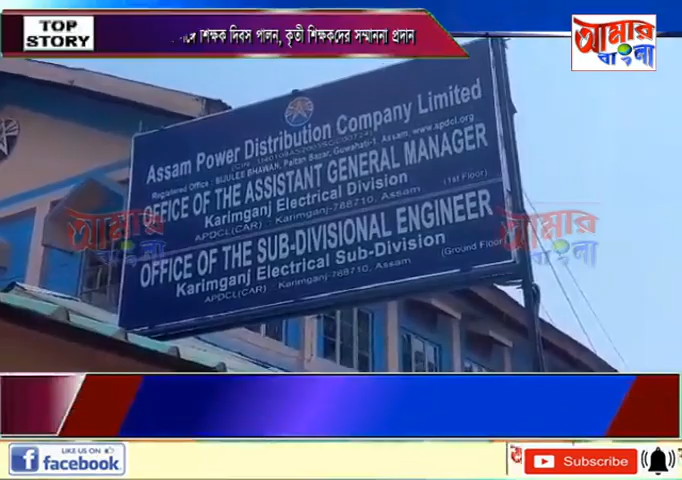 TOP
STORY
শিক্ষক দিবস পালন, কৃতী শিক্ষকদের সম্মাননা প্রদান
আমার
বাংলা
Assam Power Distribution Company Limited
Registered Office : BIJULEE BHAWAN, Paltan Bazar, Guwahati-1, Assam, www.apdcl.org
OFFICE OF THE ASSISTANT GENERAL MANAGER
Karimganj Electrical Division
(1st Floor)
APDCL(CAR) : Karimganj-788710, Assam
OFFICE OF THE SUB-DIVISIONAL ENGINEER
Karimganj Electrical Sub-Division
(Ground Floor)
APDCL(CAR) : Karimganj-788710, Assam
আমার
বাংলা
আমার
বাংলা
LIKE US ON
facebook
Subscribe